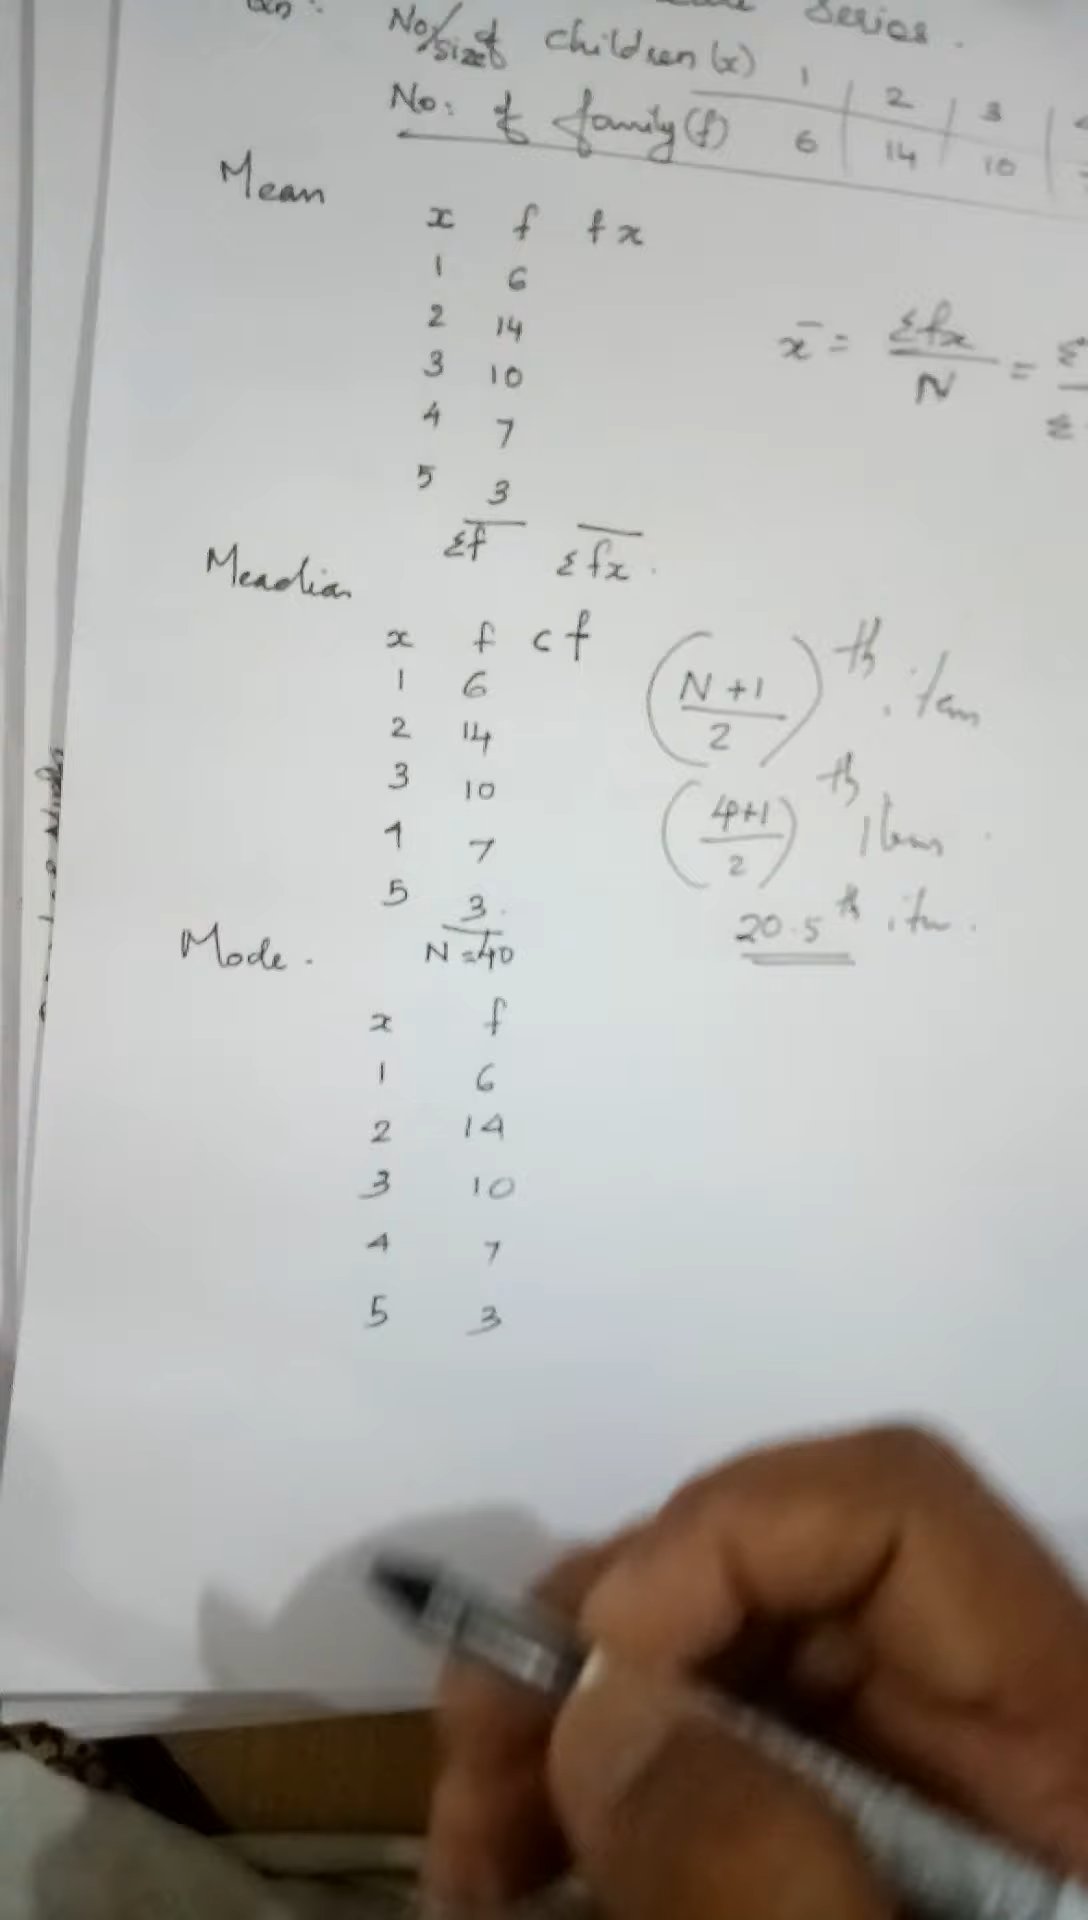 Series.
No/size of children (x) 1 2 3
No: of family (f) 6 14 10
Mean
x f fx
1 6
2 14
3 10
4 7
5 3
Σf Σfx.
x̄ = Σfx/N =
Meadian
x f cf
1 6
2 14
3 10
4 7
5 3.
N=40
(N+1/2)th item
(40+1/2)th items
20.5th item.
Mode.
x f
1 6
2 14
3 10
4 7
5 3